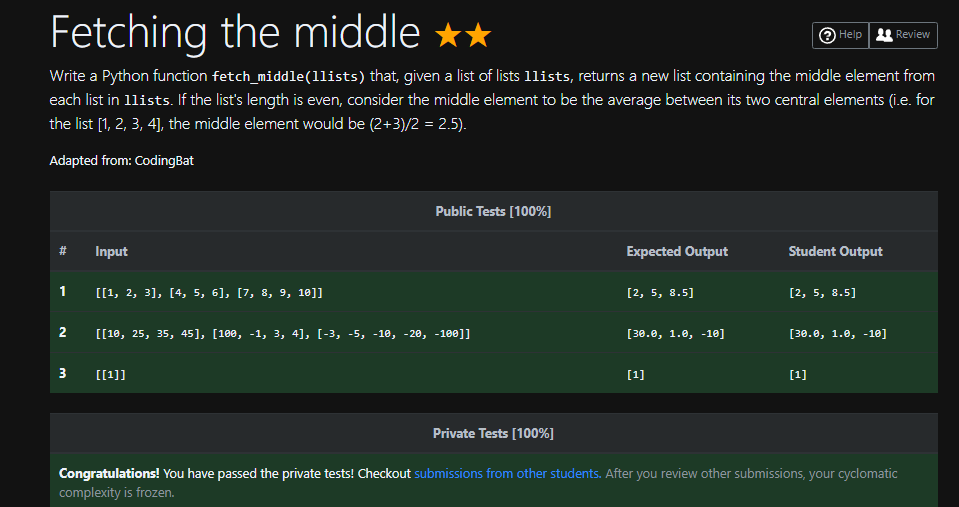 Fetching the middle
Help Review
Write a Python function fetch_middle(llists) that, given a list of lists llists, returns a new list containing the middle element from
each list in llists. If the list's length is even, consider the middle element to be the average between its two central elements (i.e. for
the list [1, 2, 3, 4], the middle element would be (2+3)/2 = 2.5).
Adapted from: CodingBat
Public Tests [100%]
# Input Expected Output Student Output
1 [[1, 2, 3], [4, 5, 6], [7, 8, 9, 10]] [2, 5, 8.5] [2, 5, 8.5]
2 [[10, 25, 35, 45], [100, -1, 3, 4], [-3, -5, -10, -20, -100]] [30.0, 1.0, -10] [30.0, 1.0, -10]
3 [[1]] [1] [1]
Private Tests [100%]
Congratulations! You have passed the private tests! Checkout submissions from other students. After you review other submissions, your cyclomatic
complexity is frozen.